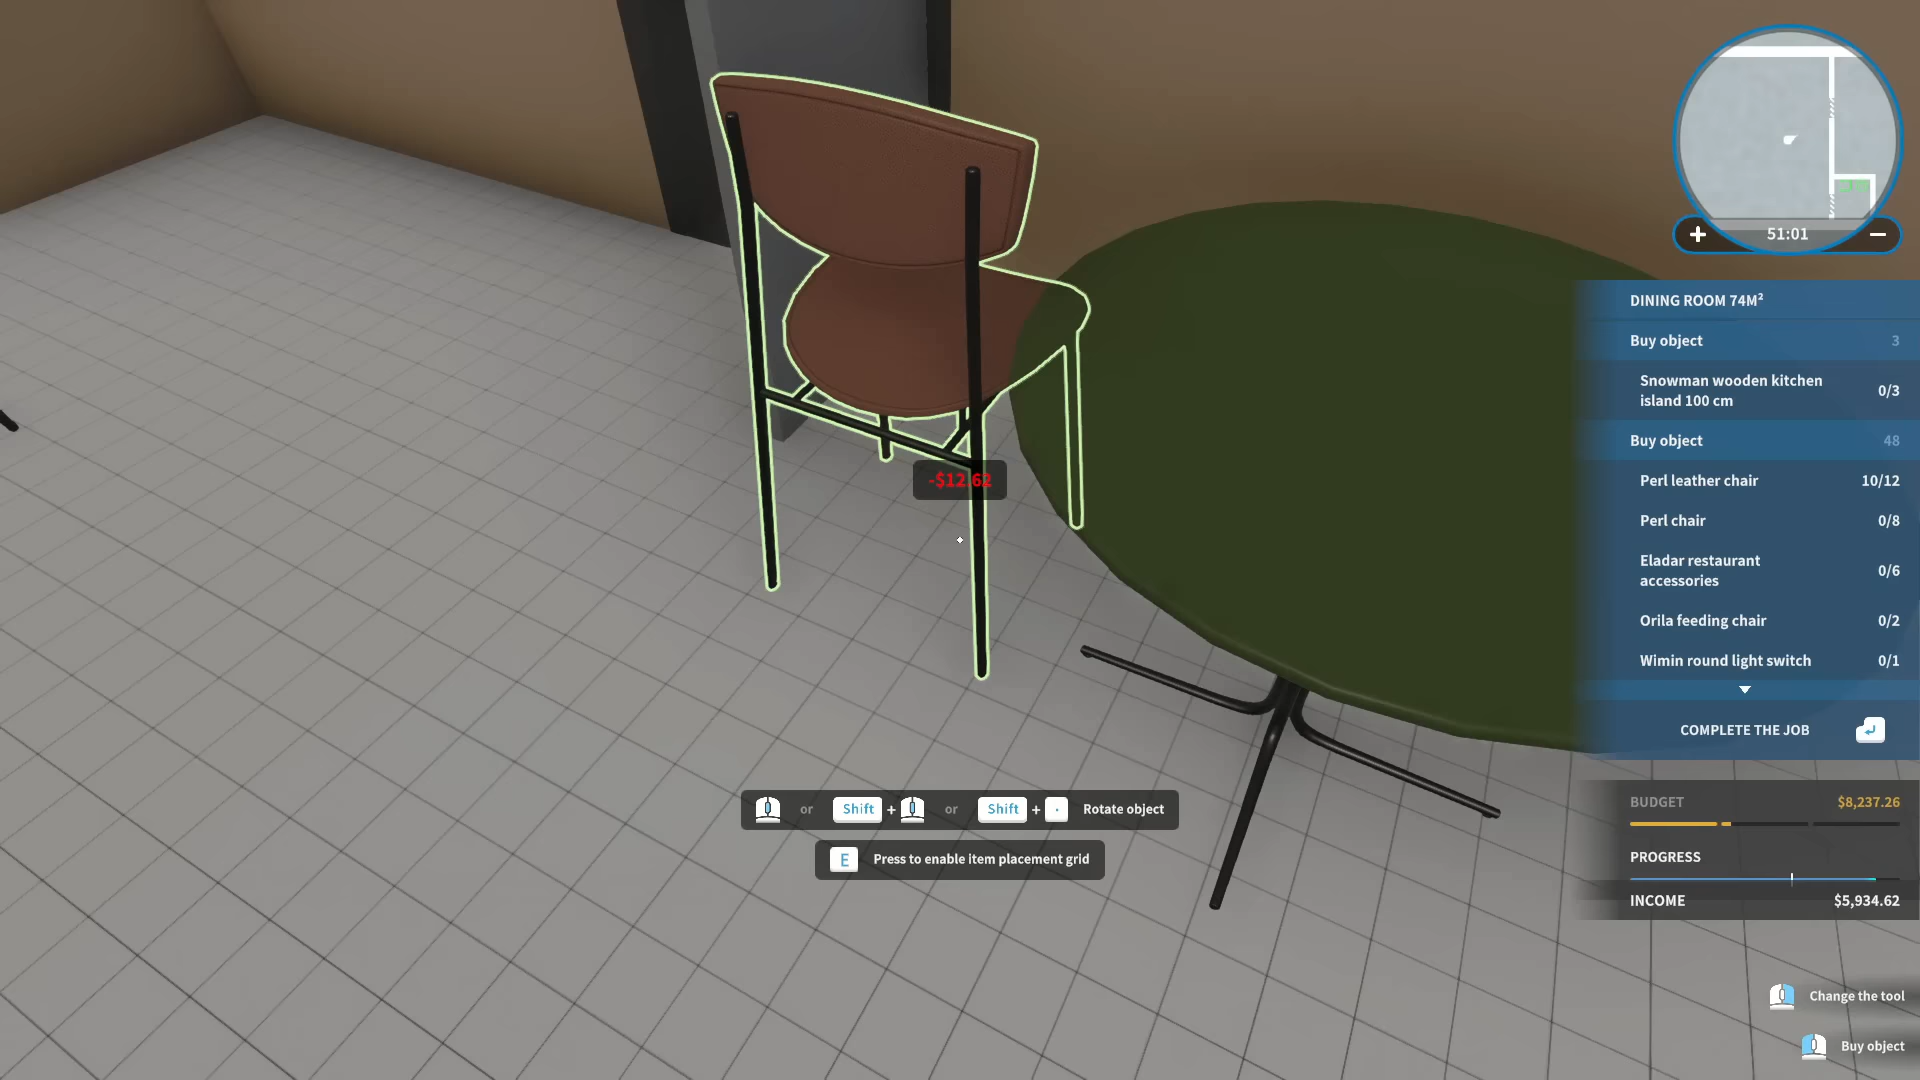 51:01
DINING ROOM 74M²
Buy object 3
Snowman wooden kitchen
island 100 cm 0/3
Buy object 48
Perl leather chair 10/12
Perl chair 0/8
Eladar restaurant
accessories 0/6
Orila feeding chair 0/2
Wimin round light switch 0/1
COMPLETE THE JOB
-$12.62
or Shift + or Shift + · Rotate object
E Press to enable item placement grid
BUDGET $8,237.26
PROGRESS
INCOME $5,934.62
Change the tool
Buy object